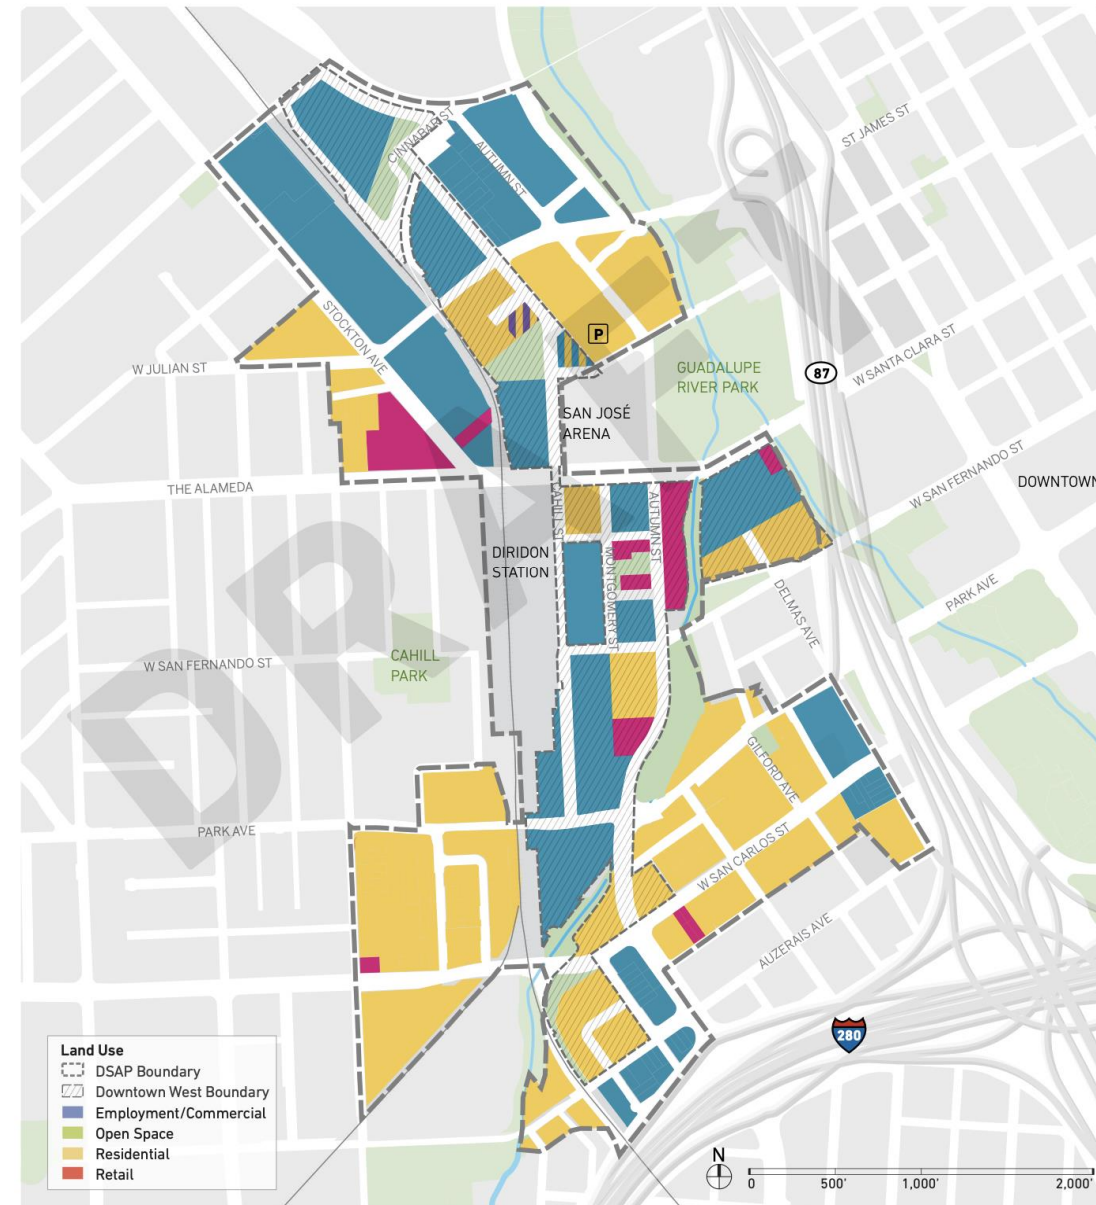 CINNABAR ST
AUTUMN ST
ST JAMES ST
STOCKTON AVE
W JULIAN ST
P
GUADALUPE
RIVER PARK
87
W SANTA CLARA ST
SAN JOSÉ
ARENA
THE ALAMEDA
W SAN FERNANDO ST
DOWNTOWN
CAHILL ST
AUTUMN ST
MONTGOMERY ST
DIRIDON
STATION
DELMAS AVE
PARK AVE
W SAN FERNANDO ST
CAHILL
PARK
GILFORD AVE
PARK AVE
W SAN CARLOS ST
AUZERAIS AVE
280
DRAFT
Land Use
DSAP Boundary
Downtown West Boundary
Employment/Commercial
Open Space
Residential
Retail
N
0 500' 1,000' 2,000'